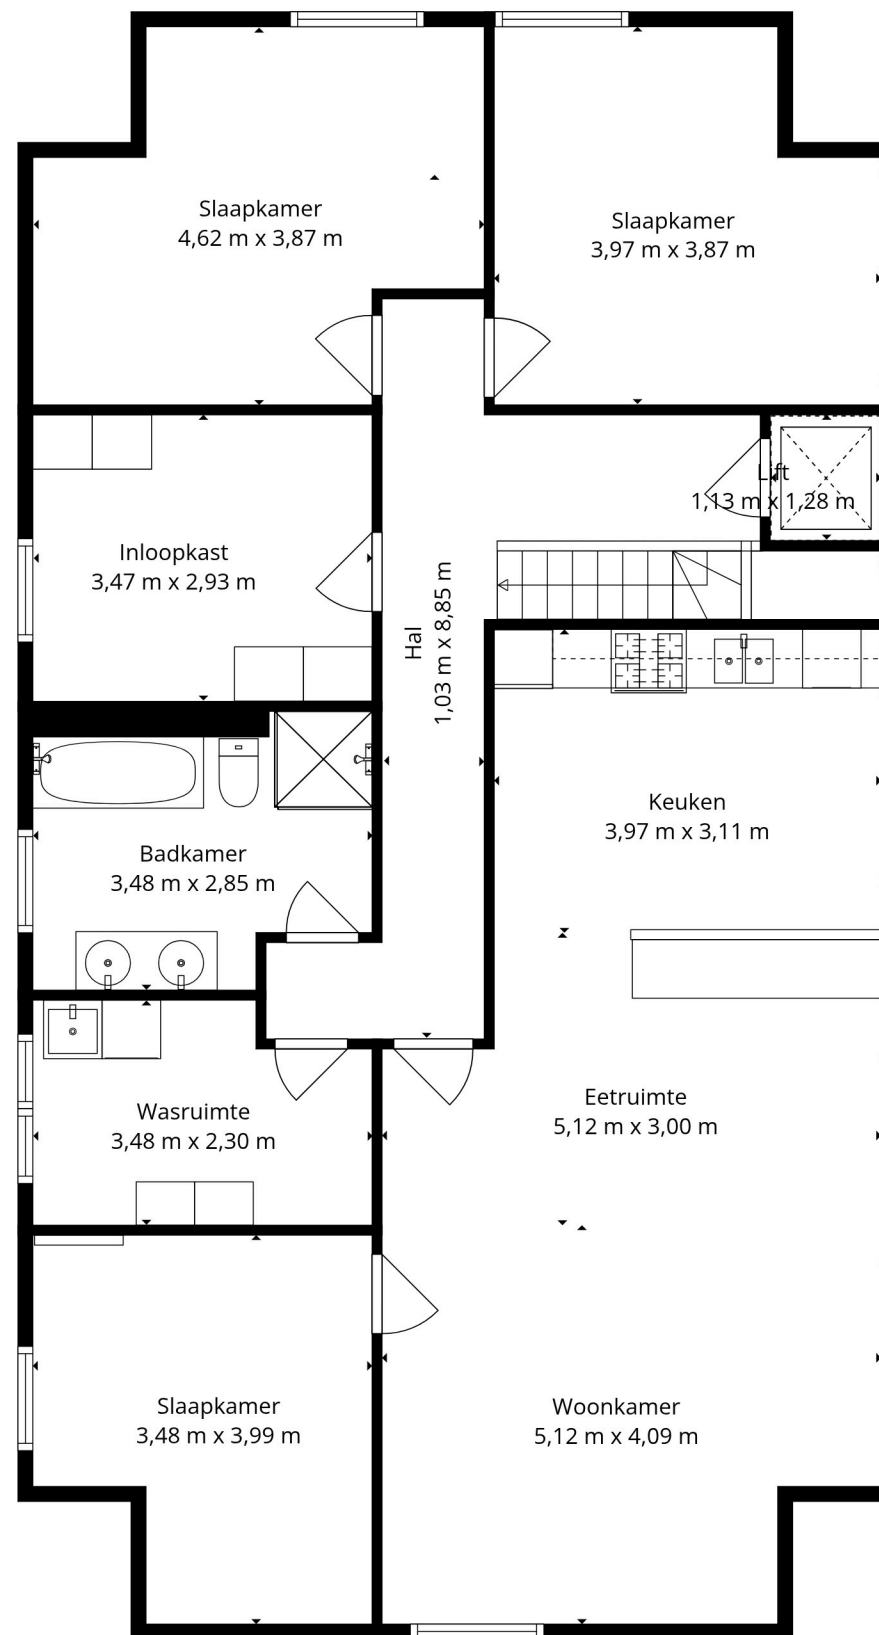 Slaapkamer
4,62 m x 3,87 m
Slaapkamer
3,97 m x 3,87 m
Lift
1,13 m x 1,28 m
Inloopkast
3,47 m x 2,93 m
Hal
1,03 m x 8,85 m
Keuken
3,97 m x 3,11 m
Badkamer
3,48 m x 2,85 m
Eetruimte
5,12 m x 3,00 m
Wasruimte
3,48 m x 2,30 m
Slaapkamer
3,48 m x 3,99 m
Woonkamer
5,12 m x 4,09 m